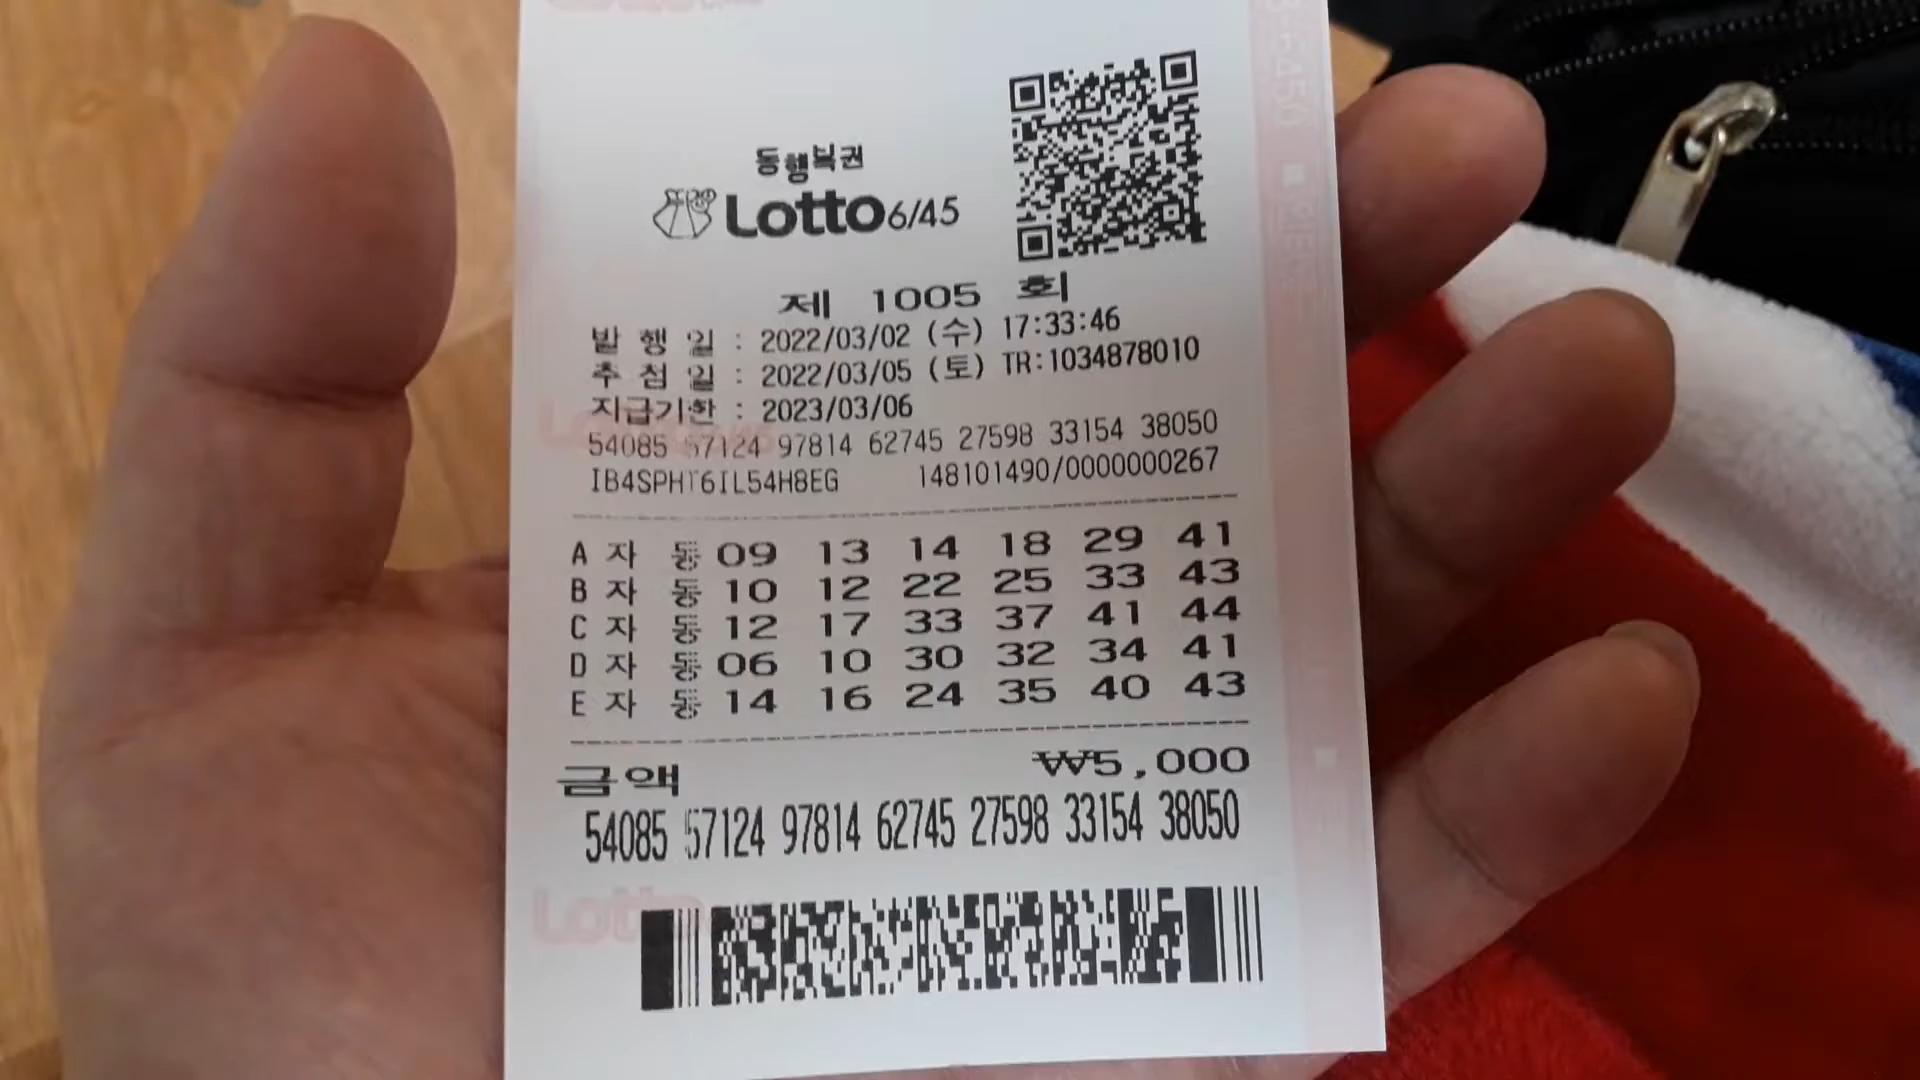 동행복권
Lotto 6/45
제 1005 회
발 행 일 : 2022/03/02 (수) 17:33:46
추 첨 일 : 2022/03/05 (토) TR:1034878010
지급기한 : 2023/03/06
54085 57124 97814 62745 27598 33154 38050
IB4SPHT6IL54H8EG 148101490/0000000267
A 자 동 09 13 14 18 29 41
B 자 동 10 12 22 25 33 43
C 자 동 12 17 33 37 41 44
D 자 동 06 10 30 32 34 41
E 자 동 14 16 24 35 40 43
금액 ₩5,000
54085 57124 97814 62745 27598 33154 38050
Lotto